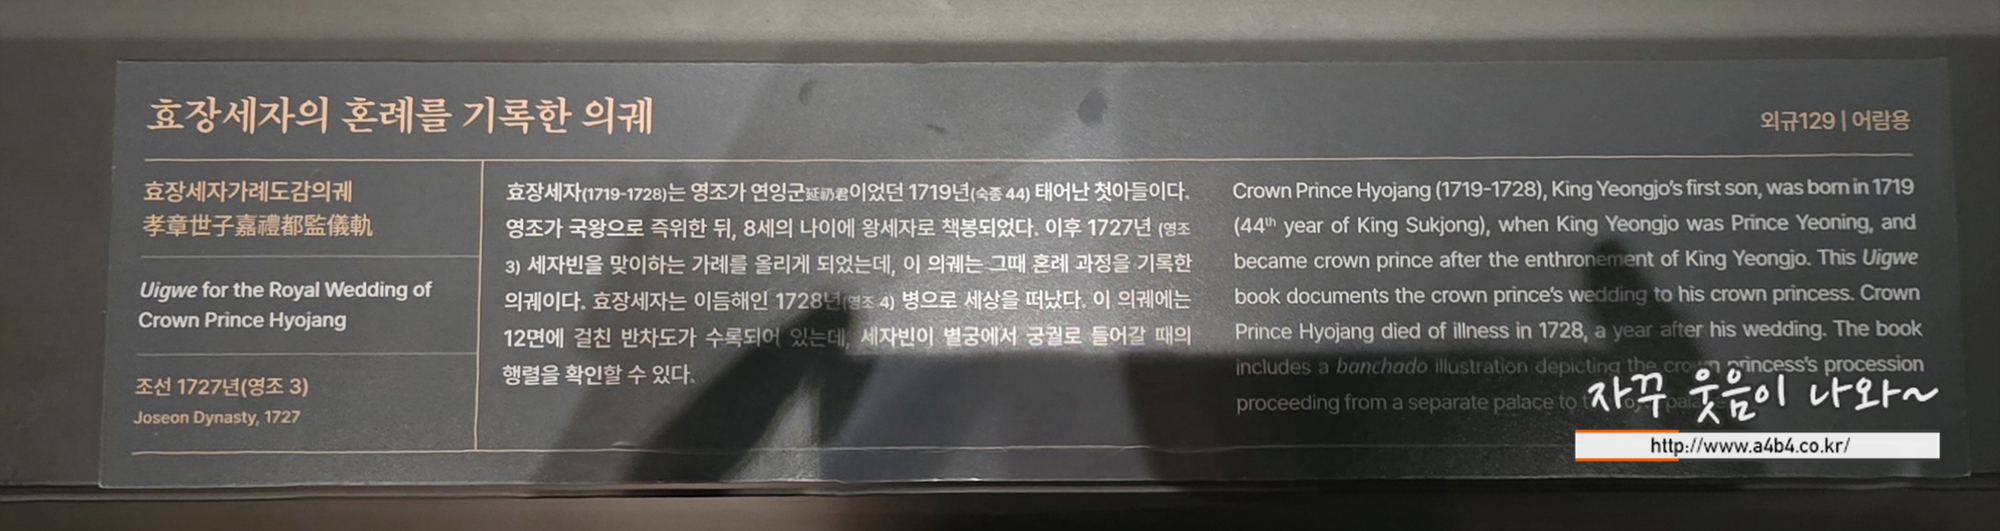 효장세자의 혼례를 기록한 의궤
외규129 | 어람용
효장세자가례도감의궤
孝章世子嘉禮都監儀軌
Uigwe for the Royal Wedding of
Crown Prince Hyojang
조선 1727년(영조 3)
Joseon Dynasty, 1727
효장세자(1719-1728)는 영조가 연잉군延礽君이었던 1719년(숙종 44) 태어난 첫아들이다.
영조가 국왕으로 즉위한 뒤, 8세의 나이에 왕세자로 책봉되었다. 이후 1727년 (영조
3) 세자빈을 맞이하는 가례를 올리게 되었는데, 이 의궤는 그때 혼례 과정을 기록한
의궤이다. 효장세자는 이듬해인 1728년(영조 4) 병으로 세상을 떠났다. 이 의궤에는
12면에 걸친 반차도가 수록되어 있는데, 세자빈이 별궁에서 궁궐로 들어갈 때의
행렬을 확인할 수 있다.
Crown Prince Hyojang (1719-1728), King Yeongjo's first son, was born in 1719
(44th year of King Sukjong), when King Yeongjo was Prince Yeoning, and
became crown prince after the enthronement of King Yeongjo. This Uigwe
book documents the crown prince's wedding to his crown princess. Crown
Prince Hyojang died of illness in 1728, a year after his wedding. The book
includes a banchado illustration depicting the crown princess's procession
proceeding from a separate palace to
자꾸 웃음이 나와~
http://www.a4b4.co.kr/